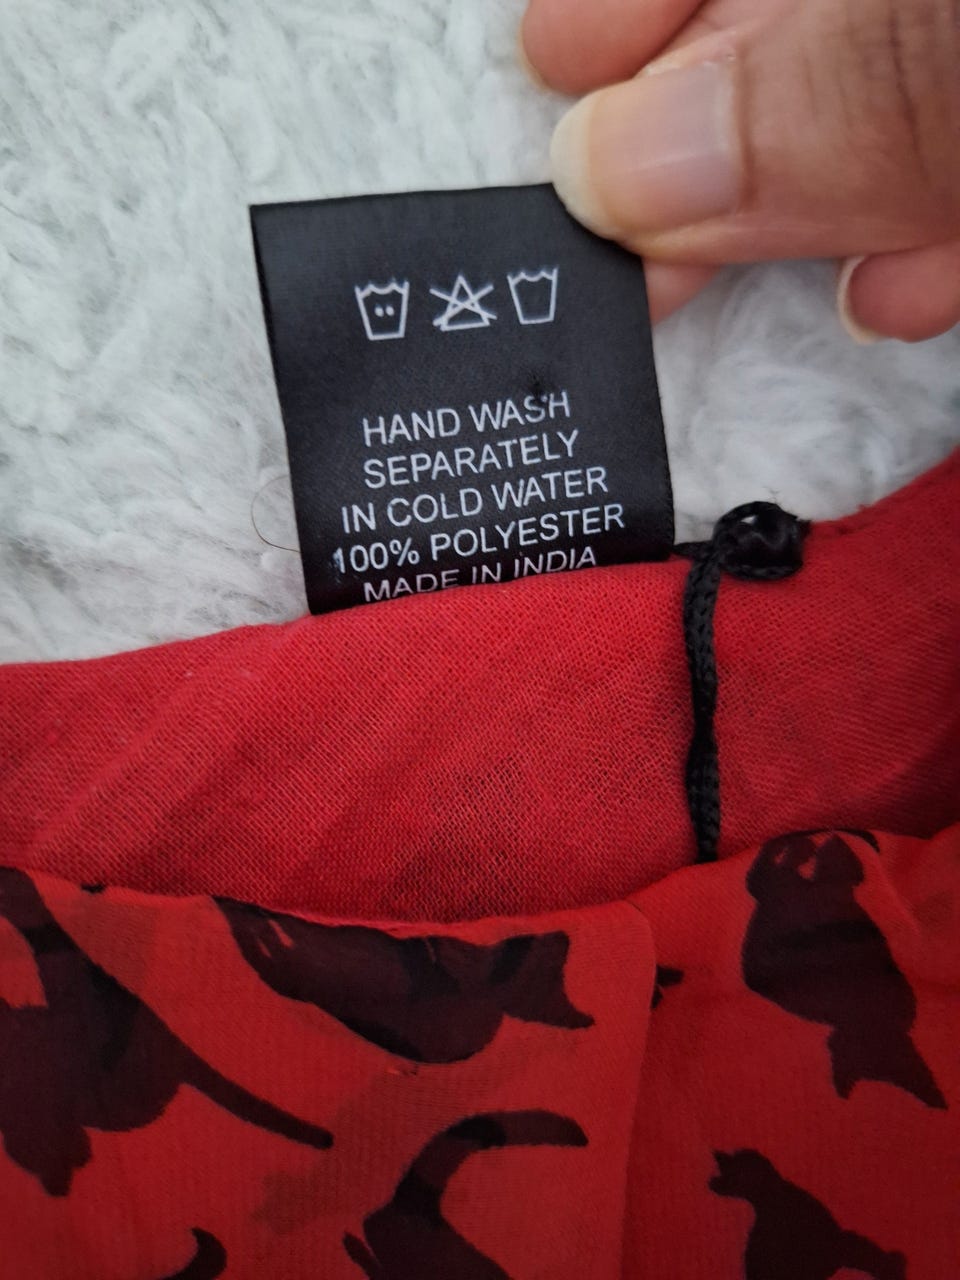 HAND WASH
SEPARATELY
IN COLD WATER
100% POLYESTER
MADE IN INDIA